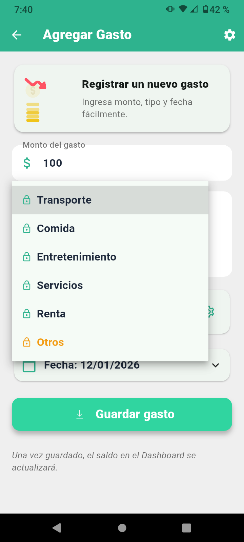 7:40
42 %
Agregar Gasto
Registrar un nuevo gasto
Ingresa monto, tipo y fecha
fácilmente.
Monto del gasto
$ 100
Transporte
Comida
Entretenimiento
Servicios
Renta
Otros
Fecha: 12/01/2026
Guardar gasto
Una vez guardado, el saldo en el Dashboard se
actualizará.